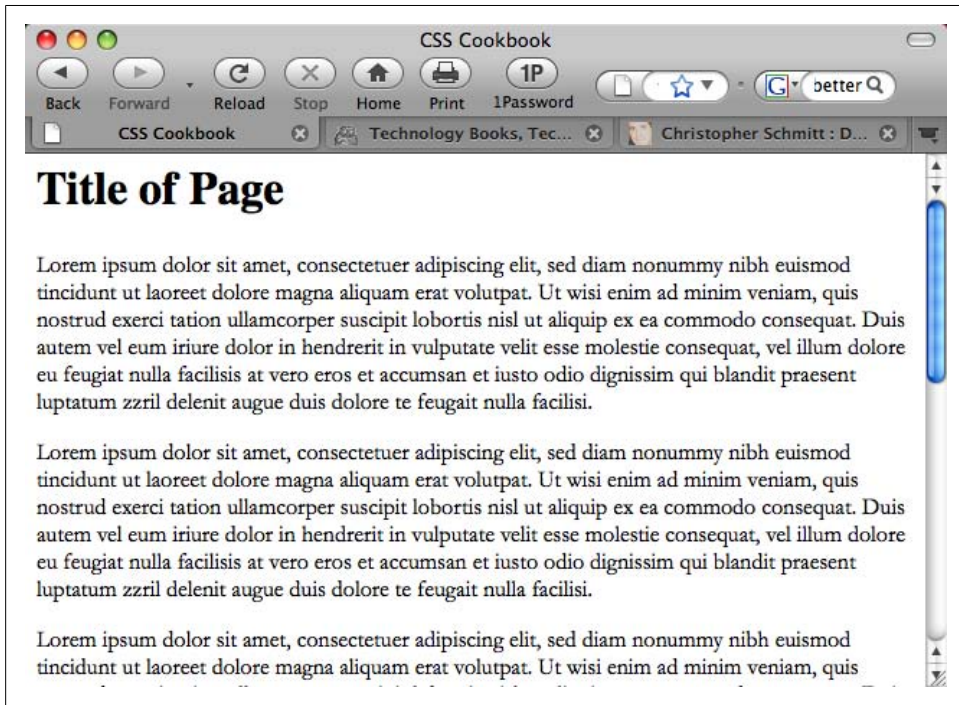 CSS Cookbook
1P
G better
Back Forward Reload Stop Home Print 1Password
CSS Cookbook Technology Books, Tec... Christopher Schmitt : D...
Title of Page
Lorem ipsum dolor sit amet, consectetuer adipiscing elit, sed diam nonummy nibh euismod
tincidunt ut laoreet dolore magna aliquam erat volutpat. Ut wisi enim ad minim veniam, quis
nostrud exerci tation ullamcorper suscipit lobortis nisl ut aliquip ex ea commodo consequat. Duis
autem vel eum iriure dolor in hendrerit in vulputate velit esse molestie consequat, vel illum dolore
eu feugiat nulla facilisis at vero eros et accumsan et iusto odio dignissim qui blandit praesent
luptatum zzril delenit augue duis dolore te feugait nulla facilisi.
Lorem ipsum dolor sit amet, consectetuer adipiscing elit, sed diam nonummy nibh euismod
tincidunt ut laoreet dolore magna aliquam erat volutpat. Ut wisi enim ad minim veniam, quis
nostrud exerci tation ullamcorper suscipit lobortis nisl ut aliquip ex ea commodo consequat. Duis
autem vel eum iriure dolor in hendrerit in vulputate velit esse molestie consequat, vel illum dolore
eu feugiat nulla facilisis at vero eros et accumsan et iusto odio dignissim qui blandit praesent
luptatum zzril delenit augue duis dolore te feugait nulla facilisi.
Lorem ipsum dolor sit amet, consectetuer adipiscing elit, sed diam nonummy nibh euismod
tincidunt ut laoreet dolore magna aliquam erat volutpat. Ut wisi enim ad minim veniam, quis